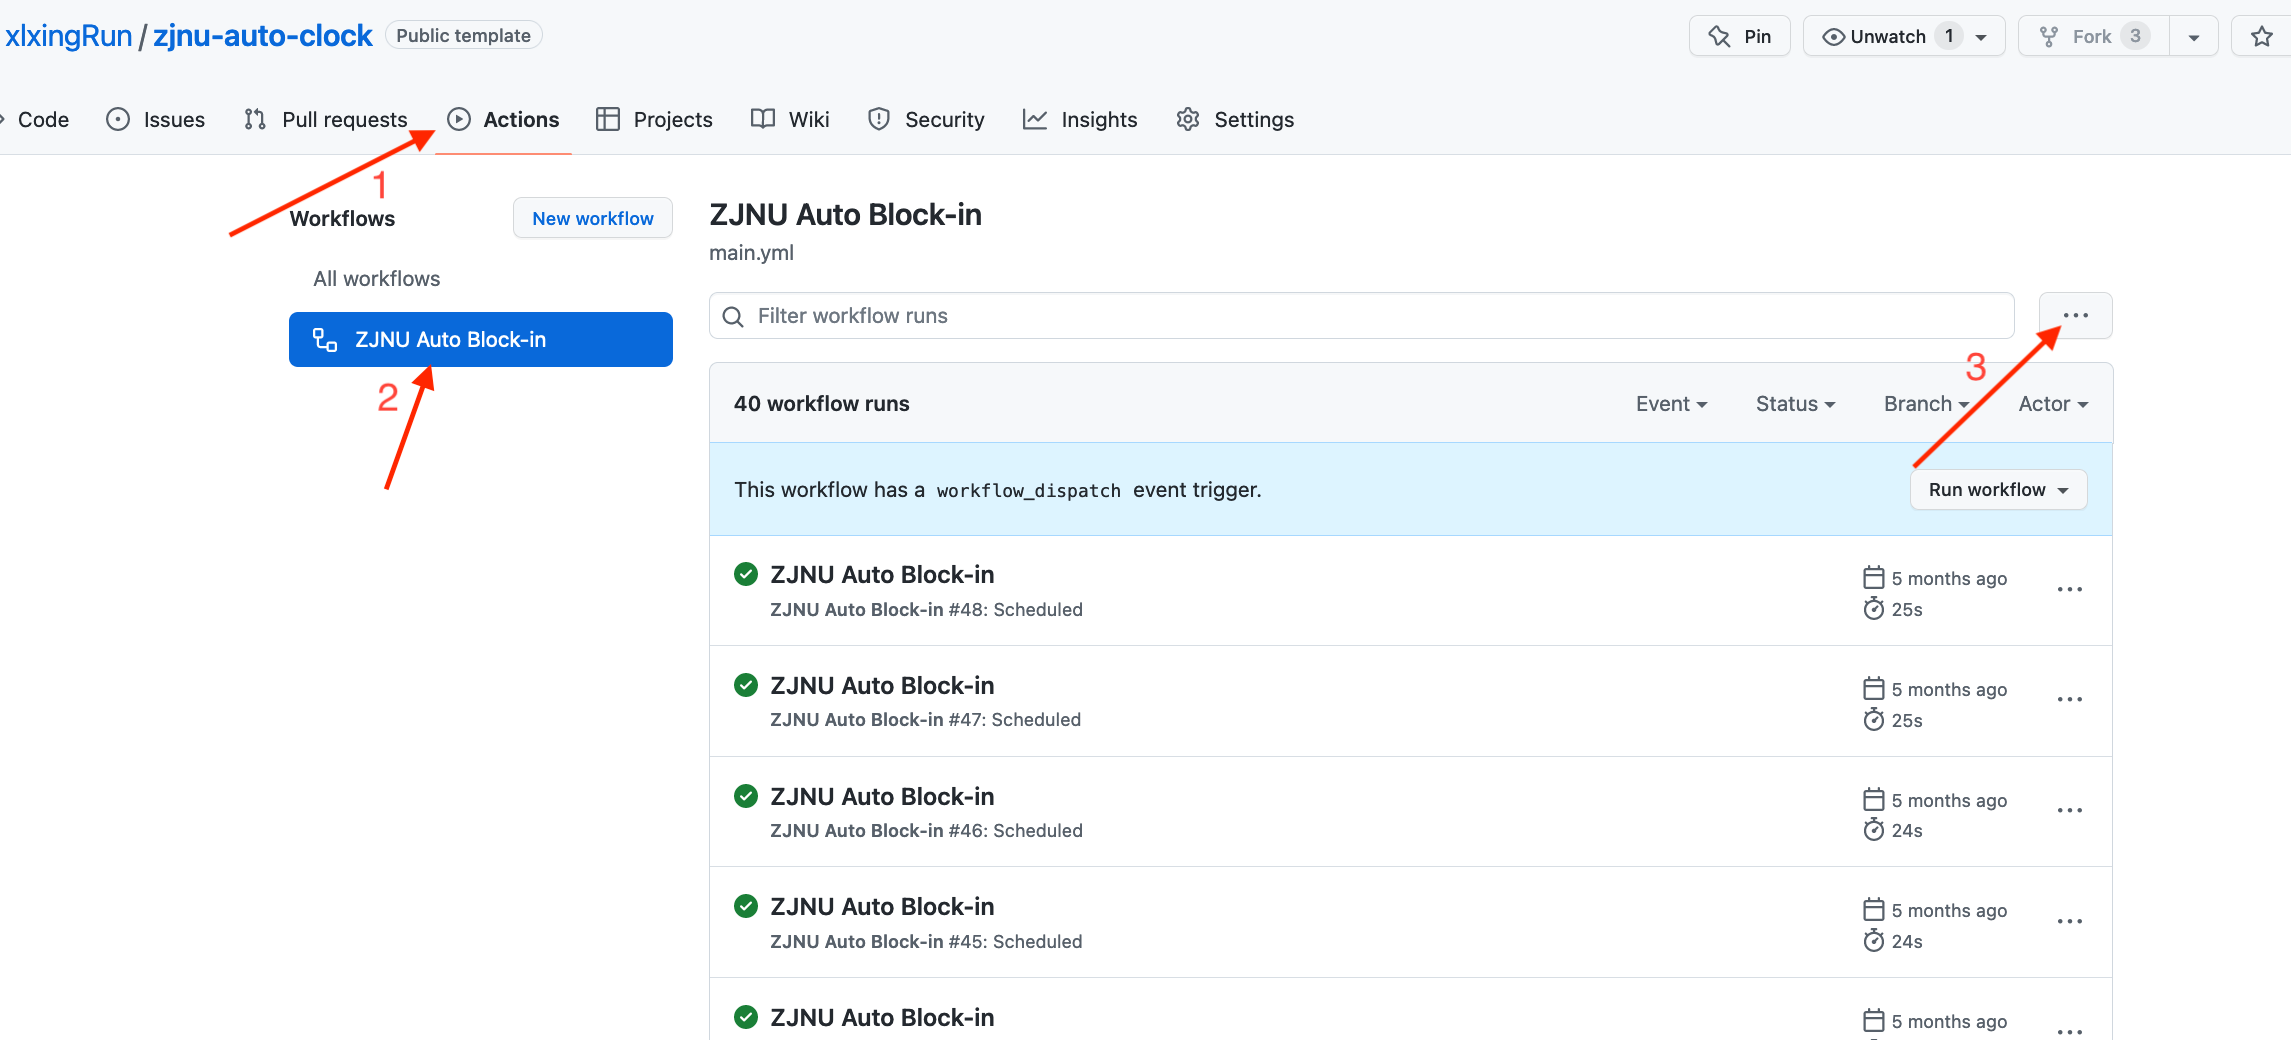 xlxingRun / zjnu-auto-clock Public template Pin Unwatch 1 Fork 3
Code Issues Pull requests Actions Projects Wiki Security Insights Settings
1
Workflows New workflow
All workflows
ZJNU Auto Block-in
2
ZJNU Auto Block-in
main.yml
Filter workflow runs ...
3
40 workflow runs Event Status Branch Actor
This workflow has a workflow_dispatch event trigger. Run workflow
ZJNU Auto Block-in 5 months ago ...
ZJNU Auto Block-in #48: Scheduled 25s
ZJNU Auto Block-in 5 months ago ...
ZJNU Auto Block-in #47: Scheduled 25s
ZJNU Auto Block-in 5 months ago ...
ZJNU Auto Block-in #46: Scheduled 24s
ZJNU Auto Block-in 5 months ago ...
ZJNU Auto Block-in #45: Scheduled 24s
ZJNU Auto Block-in 5 months ago ...